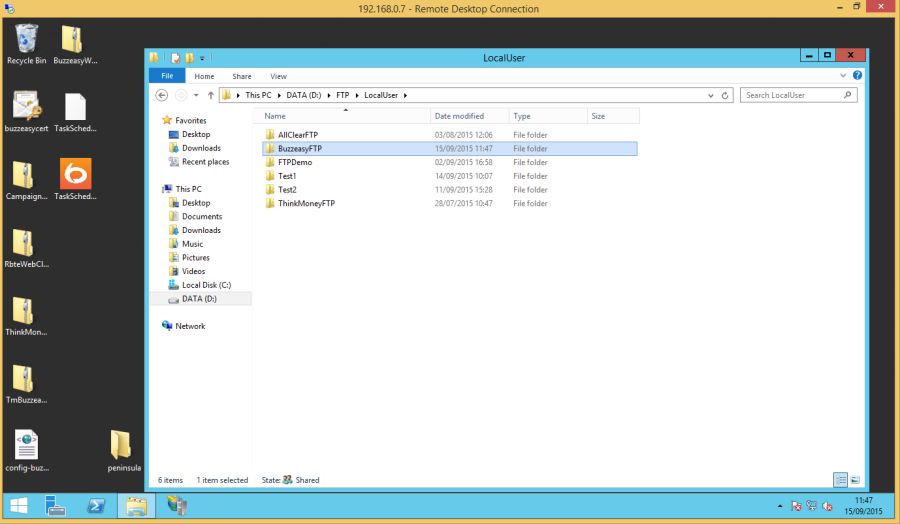 192.168.0.7 - Remote Desktop Connection
Recycle Bin
BuzzeasyW...
buzzeasycert
TaskSched...
Campaign...
TaskSched...
RbteWebCl...
ThinkMon...
TmBuzzea...
config-buz...
peninsula
LocalUser
File Home Share View
This PC DATA (D:) FTP LocalUser
Search LocalUser
Favorites
Desktop
Downloads
Recent places
This PC
Desktop
Documents
Downloads
Music
Pictures
Videos
Local Disk (C:)
DATA (D:)
Network
Name Date modified Type Size
AllClearFTP 03/08/2015 12:06 File folder
BuzzeasyFTP 15/09/2015 11:47 File folder
FTPDemo 02/09/2015 16:58 File folder
Test1 14/09/2015 10:07 File folder
Test2 11/09/2015 15:28 File folder
ThinkMoneyFTP 28/07/2015 10:47 File folder
6 items 1 item selected State: Shared
11:47
15/09/2015